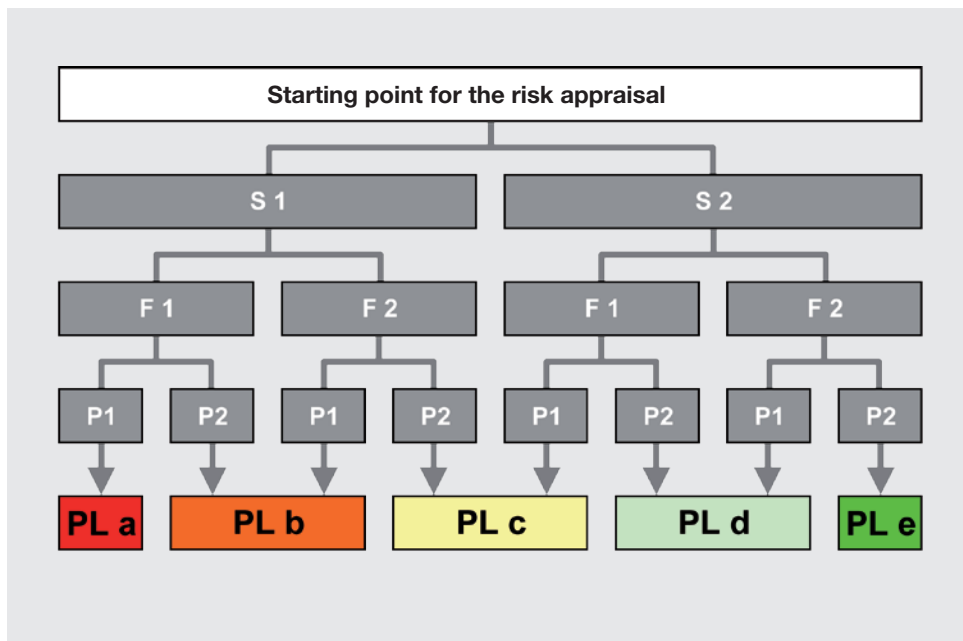 Starting point for the risk appraisal
S 1 S 2
F 1 F 2 F 1 F 2
P1 P2 P1 P2 P1 P2 P1 P2
PL a PL b PL c PL d PL e